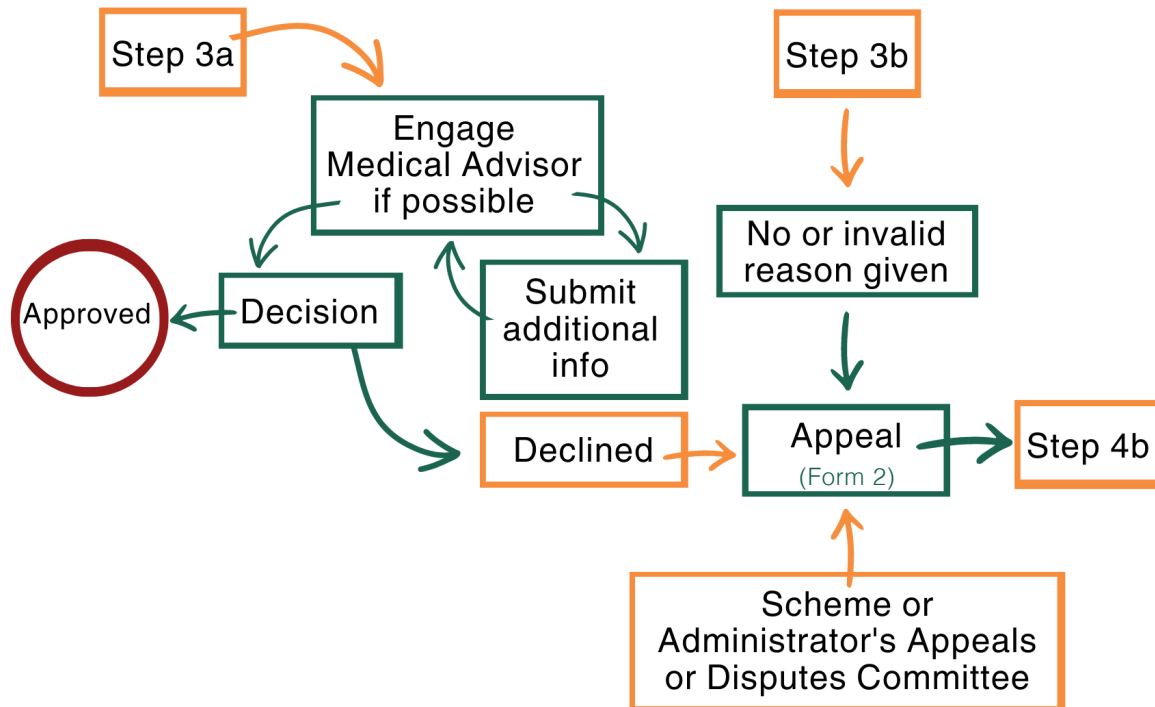 Step 3a
Step 3b
Engage
Medical Advisor
if possible
No or invalid
reason given
Approved
Decision
Submit
additional
info
Declined
Appeal
(Form 2)
Step 4b
Scheme or
Administrator's Appeals
or Disputes Committee